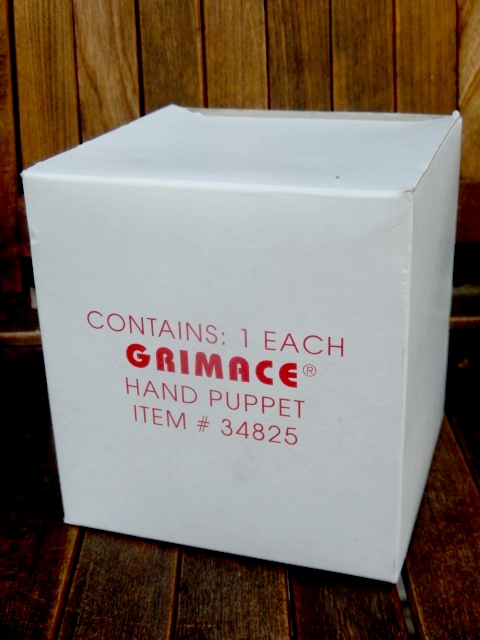 CONTAINS: 1 EACH
GRIMACE®
HAND PUPPET
ITEM # 34825